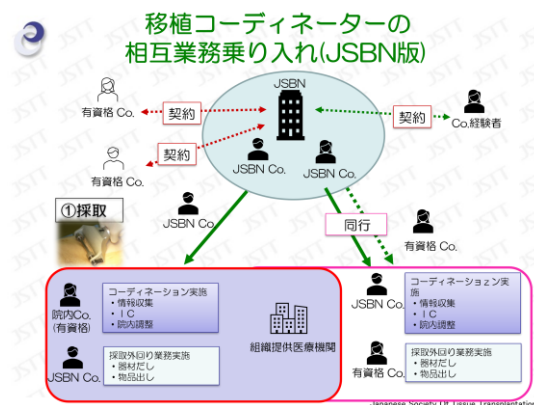 移植コーディネーターの
相互業務乗り入れ(JSBN版)
JSBN
有資格 Co.
契約
契約
Co.経験者
契約
有資格 Co.
JSBN Co.
JSBN Co.
①採取
JSBN Co.
同行
有資格 Co.
院内Co.
(有資格)
コーディネーション実施
・情報収集
・ＩＣ
・院内調整
JSBN Co.
採取外回り業務実施
・器材だし
・物品出し
組織提供医療機関
JSBN Co.
コーディネーションｚン実
施
・情報収集
・ＩＣ
・院内調整
有資格 Co.
採取外回り業務実施
・器材だし
・物品出し
Japanese Society Of Tissue Transplantation